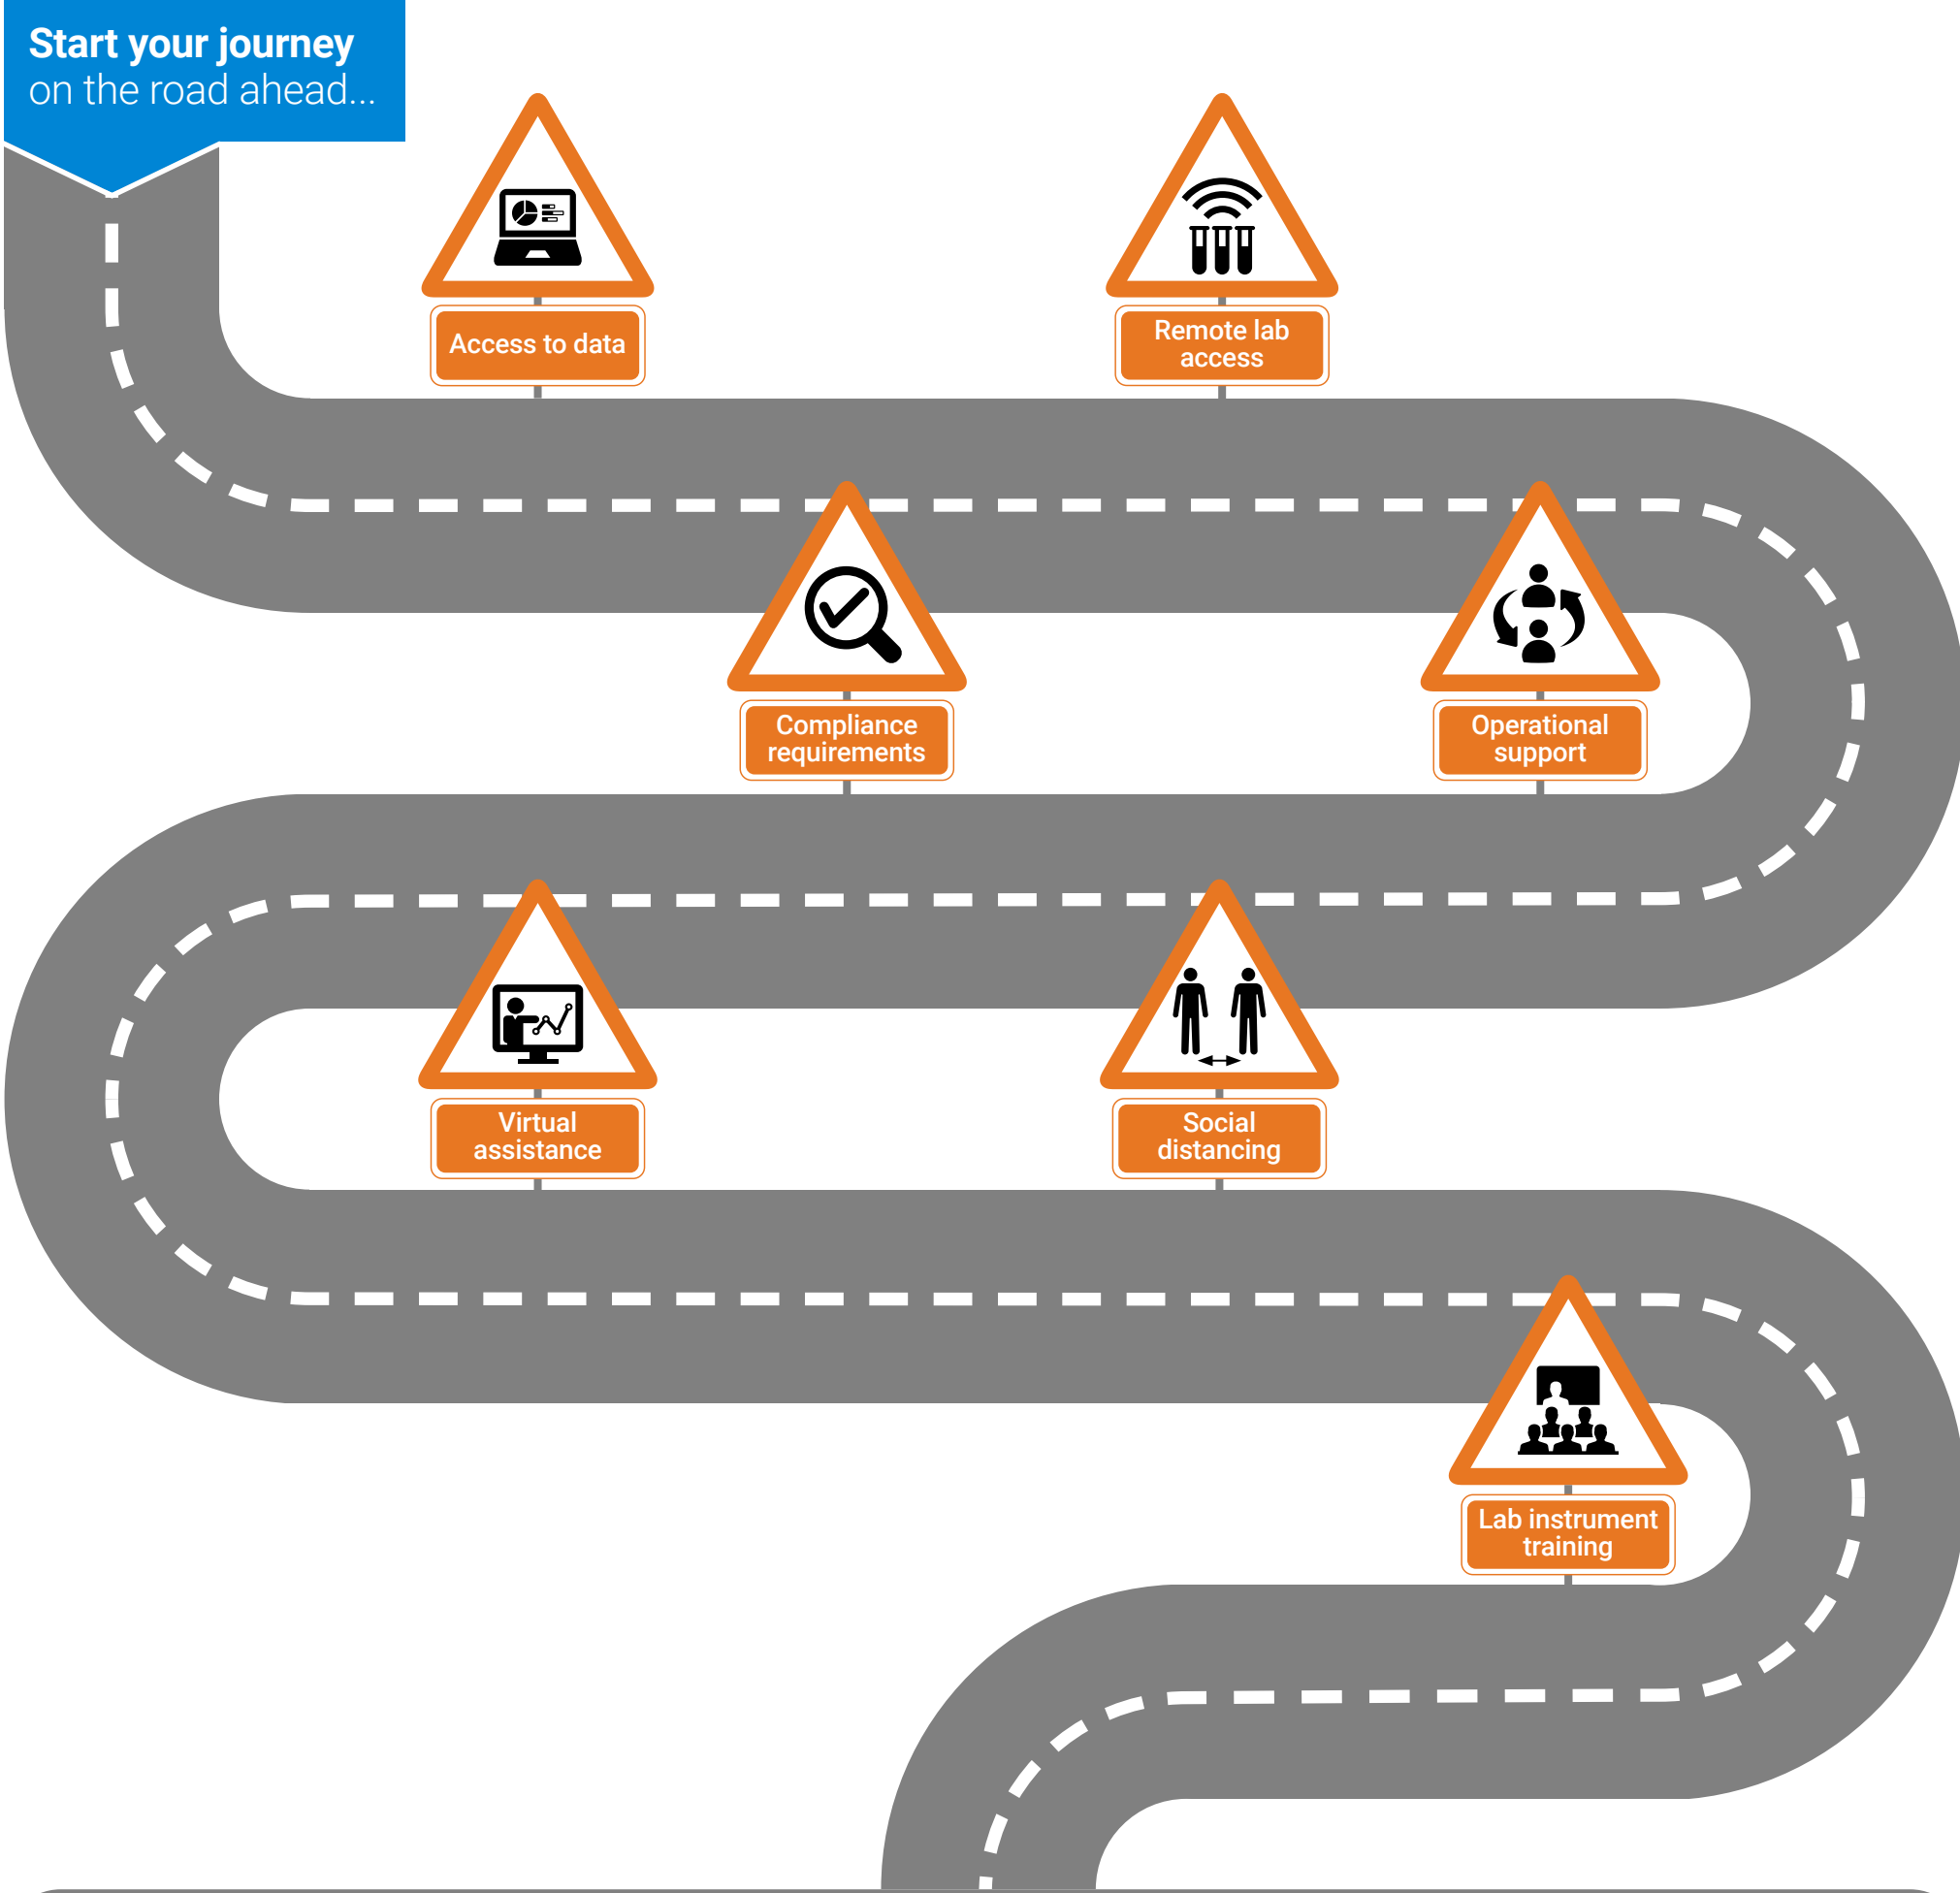 Start your journey
on the road ahead...
Access to data
Remote lab
access
Compliance
requirements
Operational
support
Virtual
assistance
Social
distancing
Lab instrument
training